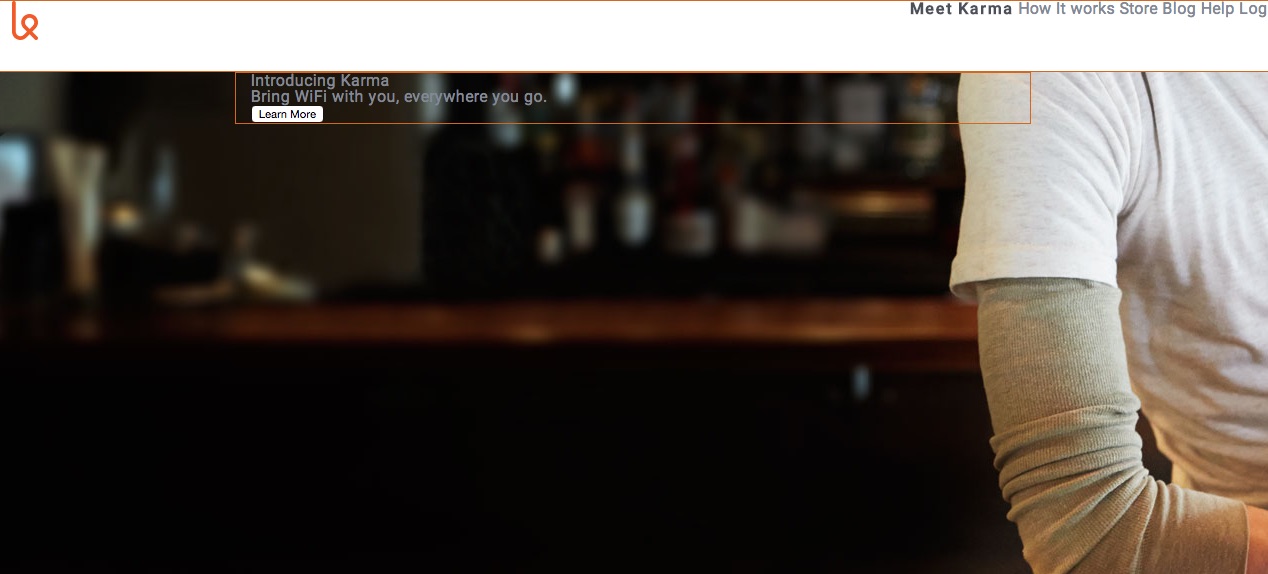 Meet Karma How It works Store Blog Help Log
Introducing Karma
Bring WiFi with you, everywhere you go.
Learn More